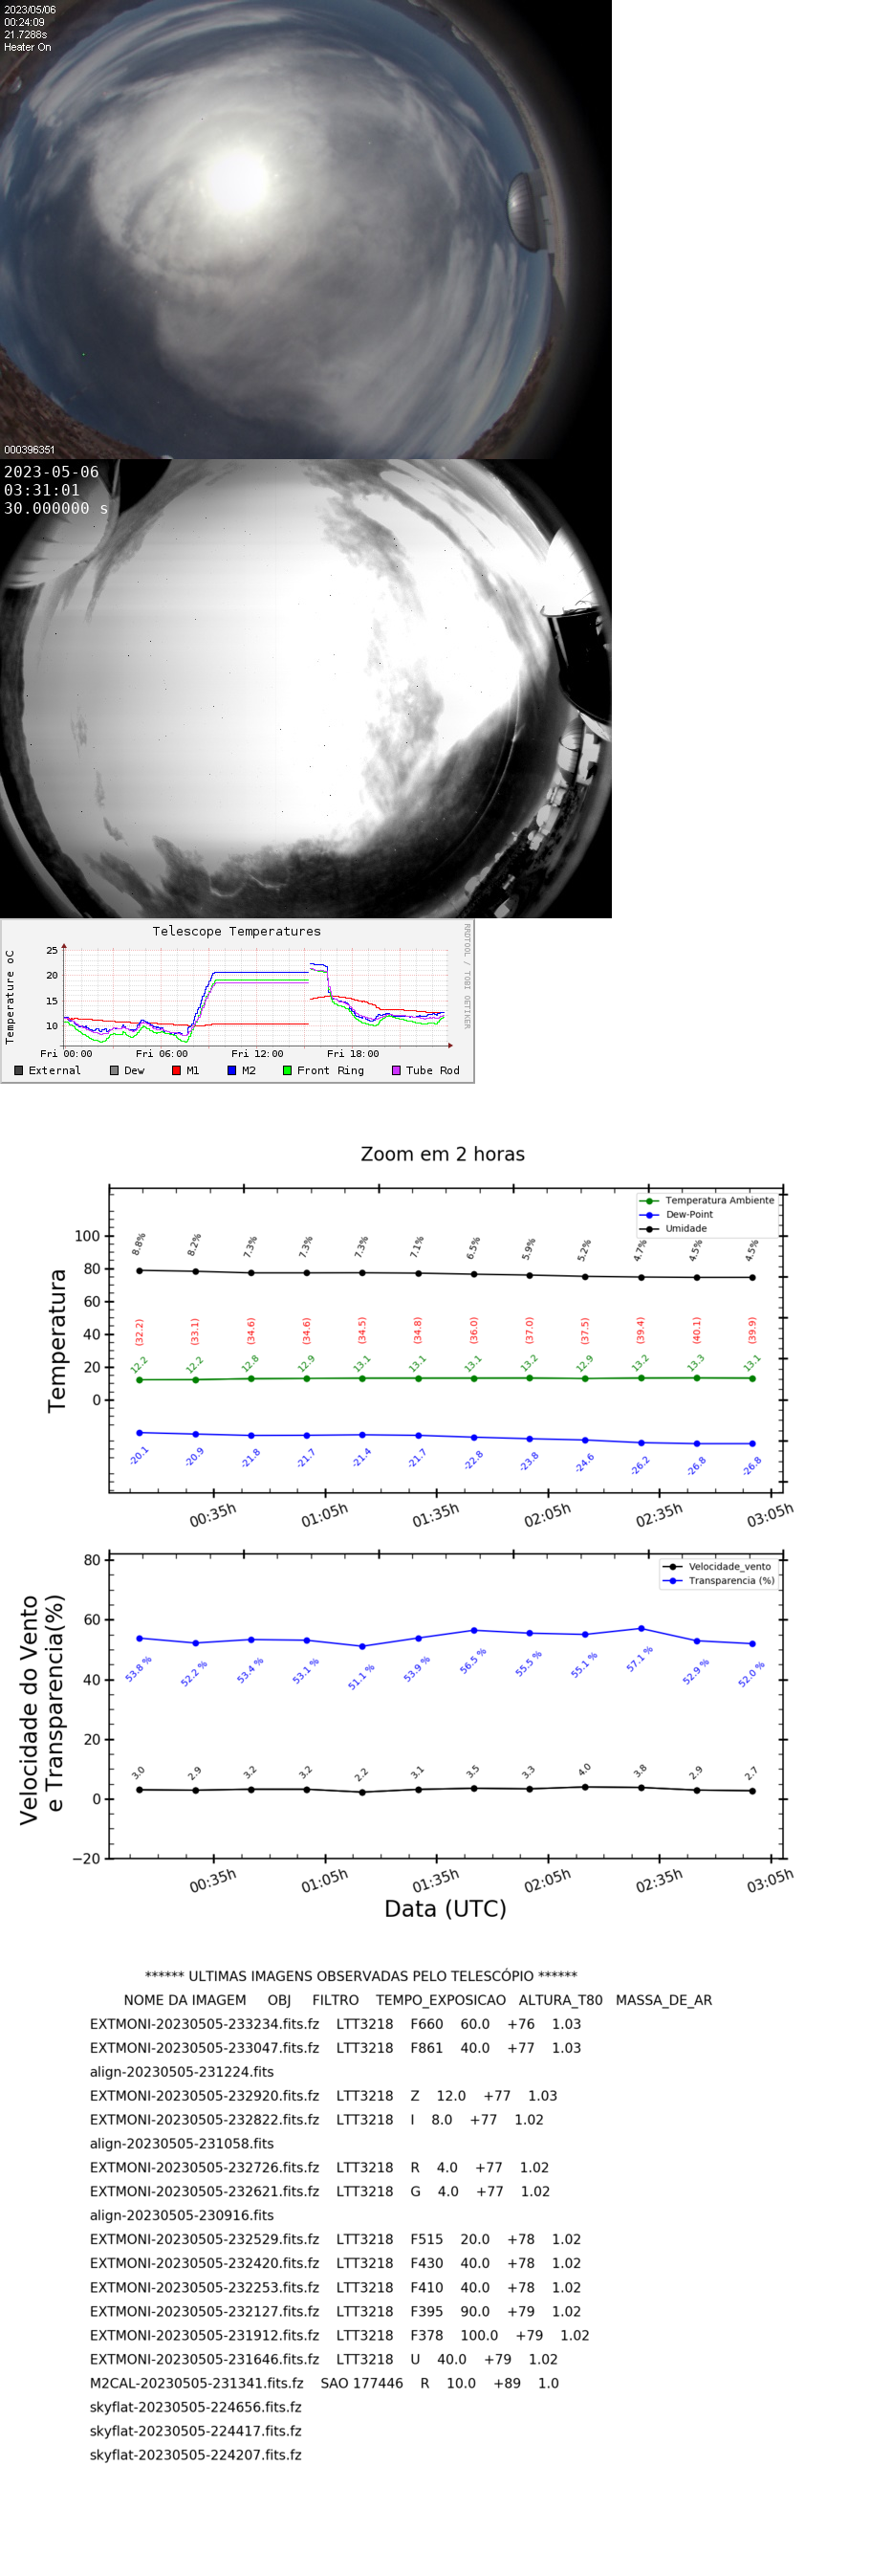 2023/05/06
00:24:09
21.7288s
Heater On
000396351
2023-05-06
03:31:01
30.000000 s
Telescope Temperatures
Temperature oC
25
20
15
10
Fri 00:00 Fri 06:00 Fri 12:00 Fri 18:00
External Dew M1 M2 Front Ring Tube Rod
RRDTOOL / TOBI OETIKER
Zoom em 2 horas
Temperatura
Temperatura Ambiente
Dew-Point
Umidade
100
80
60
40
20
0
8.8% 8.2% 7.3% 7.3% 7.3% 7.1% 6.5% 5.9% 5.2% 4.7% 4.5% 4.5%
(32.2) (33.1) (34.6) (34.6) (34.5) (34.8) (36.0) (37.0) (37.5) (39.4) (40.1) (39.9)
12.2 12.2 12.8 12.9 13.1 13.1 13.1 13.2 12.9 13.2 13.3 13.1
-20.1 -20.9 -21.8 -21.7 -21.4 -21.7 -22.8 -23.8 -24.6 -26.2 -26.8 -26.8
00:35h 01:05h 01:35h 02:05h 02:35h 03:05h
Velocidade do Vento
e Transparencia(%)
Velocidade_vento
Transparencia (%)
80
60
40
20
0
−20
53.8 % 52.2 % 53.4 % 53.1 % 51.1 % 53.9 % 56.5 % 55.5 % 55.1 % 57.1 % 52.9 % 52.0 %
3.0 2.9 3.2 3.2 2.2 3.1 3.5 3.3 4.0 3.8 2.9 2.7
00:35h 01:05h 01:35h 02:05h 02:35h 03:05h
Data (UTC)
****** ULTIMAS IMAGENS OBSERVADAS PELO TELESCÓPIO ******
NOME DA IMAGEM OBJ FILTRO TEMPO_EXPOSICAO ALTURA_T80 MASSA_DE_AR
EXTMONI-20230505-233234.fits.fz LTT3218 F660 60.0 +76 1.03
EXTMONI-20230505-233047.fits.fz LTT3218 F861 40.0 +77 1.03
align-20230505-231224.fits
EXTMONI-20230505-232920.fits.fz LTT3218 Z 12.0 +77 1.03
EXTMONI-20230505-232822.fits.fz LTT3218 I 8.0 +77 1.02
align-20230505-231058.fits
EXTMONI-20230505-232726.fits.fz LTT3218 R 4.0 +77 1.02
EXTMONI-20230505-232621.fits.fz LTT3218 G 4.0 +77 1.02
align-20230505-230916.fits
EXTMONI-20230505-232529.fits.fz LTT3218 F515 20.0 +78 1.02
EXTMONI-20230505-232420.fits.fz LTT3218 F430 40.0 +78 1.02
EXTMONI-20230505-232253.fits.fz LTT3218 F410 40.0 +78 1.02
EXTMONI-20230505-232127.fits.fz LTT3218 F395 90.0 +79 1.02
EXTMONI-20230505-231912.fits.fz LTT3218 F378 100.0 +79 1.02
EXTMONI-20230505-231646.fits.fz LTT3218 U 40.0 +79 1.02
M2CAL-20230505-231341.fits.fz SAO 177446 R 10.0 +89 1.0
skyflat-20230505-224656.fits.fz
skyflat-20230505-224417.fits.fz
skyflat-20230505-224207.fits.fz